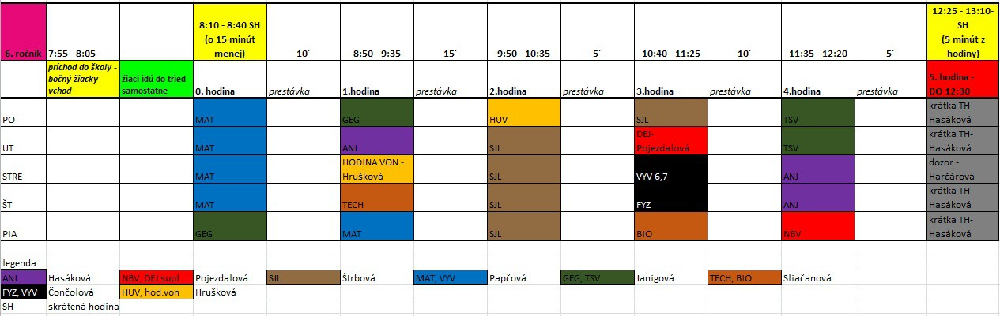 6. ročník 7:55 - 8:05 8:10 - 8:40 SH (o 15 minút menej) 10´ 8:50 - 9:35 15´ 9:50 - 10:35 5´ 10:40 - 11:25 10´ 11:35 - 12:20 5´ 12:25 - 13:10- SH (5 minút z hodiny)
príchod do školy - bočný žiacky vchod žiaci idú do tried samostatne 0. hodina prestávka 1.hodina prestávka 2.hodina prestávka 3.hodina prestávka 4.hodina prestávka 5. hodina - DO 12:30
PO MAT GEG HUV SJL TSV krátka TH- Hasáková
UT MAT ANJ SJL DEJ- Pojezdalová TSV krátka TH- Hasáková
STRE MAT HODINA VON - Hrušková SJL VYV 6,7 ANJ dozor - Harčárová
ŠT MAT TECH SJL FYZ ANJ krátka TH- Hasáková
PIA GEG MAT SJL BIO NBV krátka TH- Hasáková
legenda:
ANJ Hasáková NBV, DEJ supl Pojezdalová SJL Štrbová MAT, VYV Papčová GEG, TSV Janigová TECH, BIO Sliačanová
FYZ, VYV Čončolová HUV, hod.von Hrušková
SH skrátená hodina